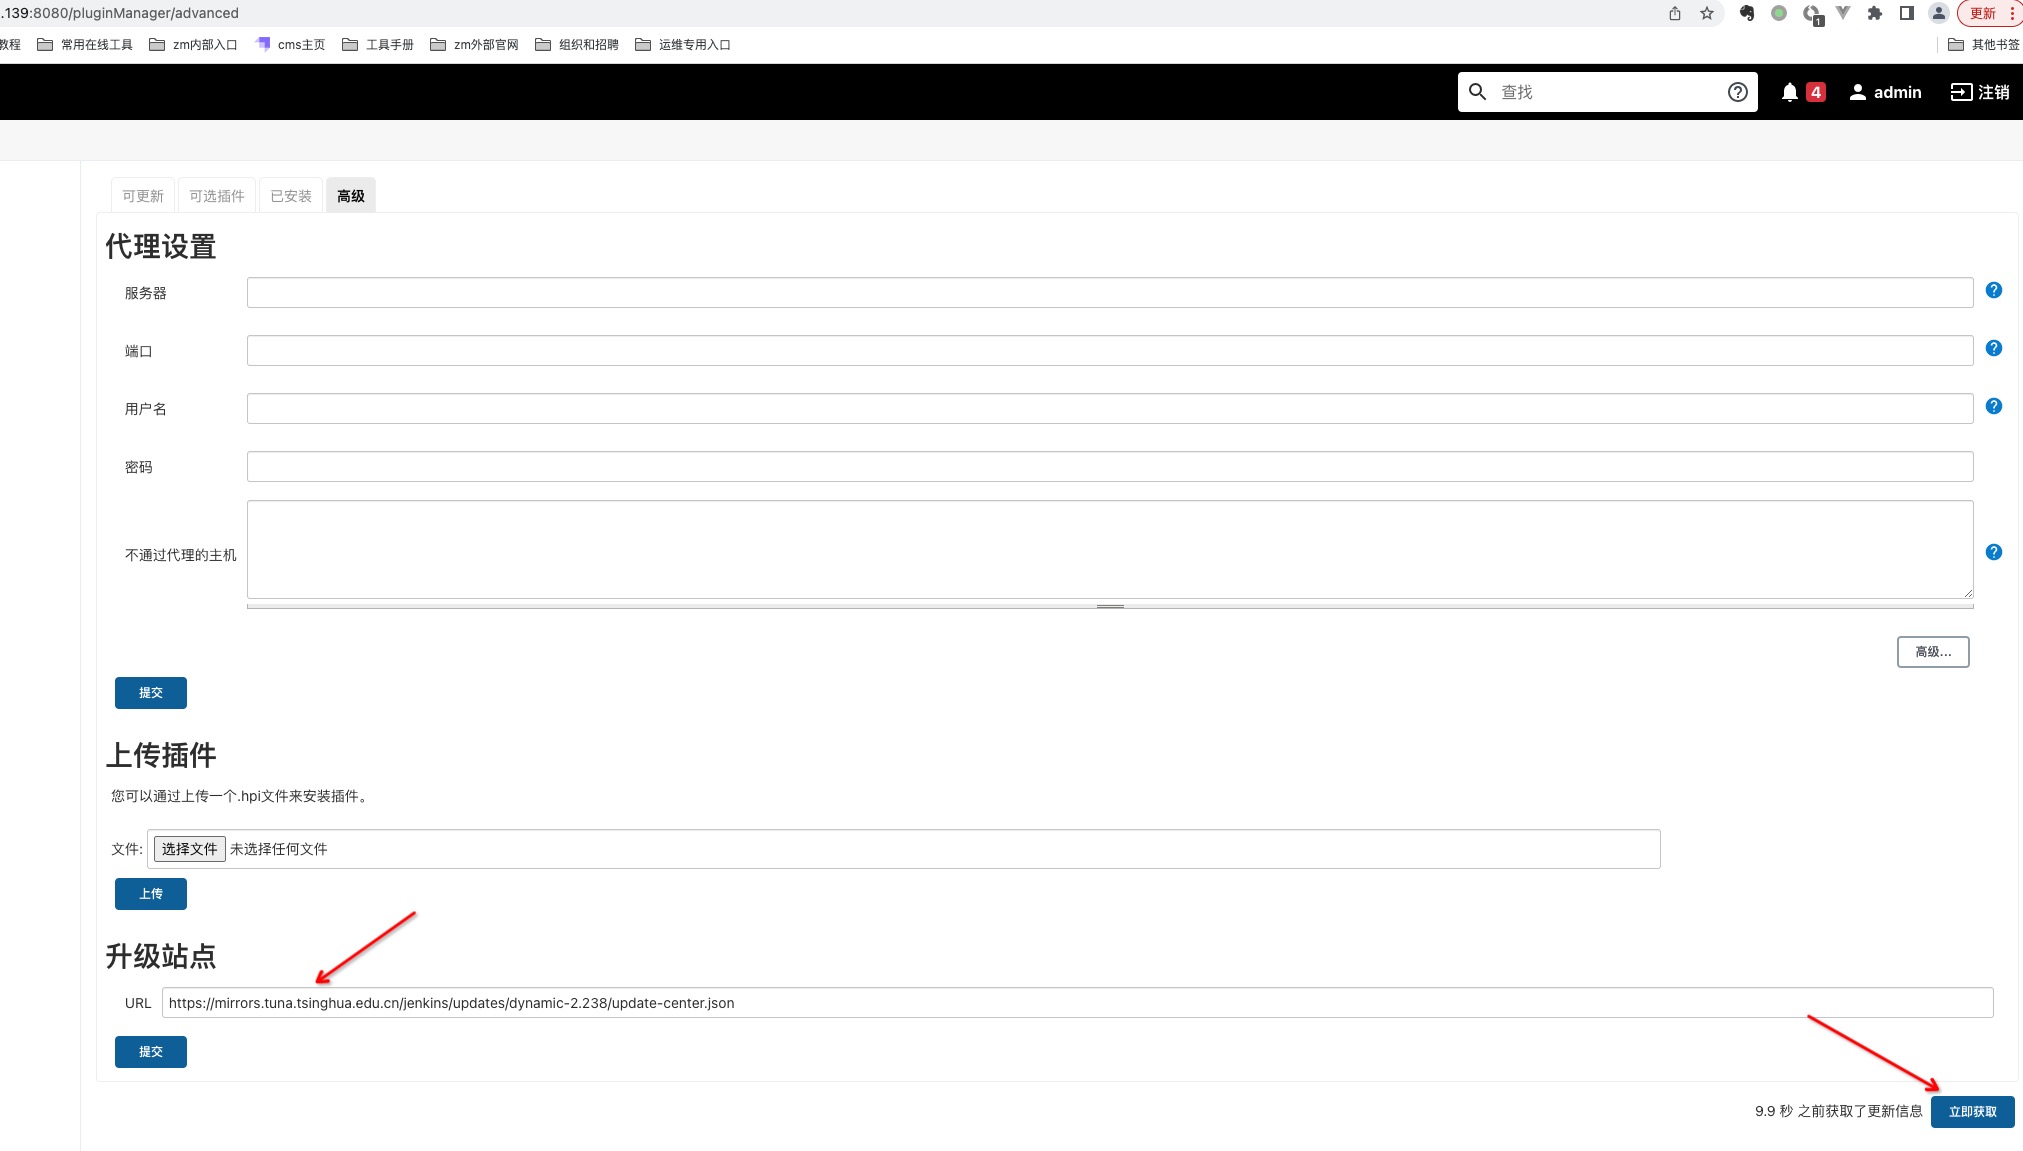 .139:8080/pluginManager/advanced
更新
教程 常用在线工具 zm内部入口 cms主页 工具手册 zm外部官网 组织和招聘 运维专用入口 其他书签
查找 4 admin 注销
可更新 可选插件 已安装 高级
代理设置
服务器
端口
用户名
密码
不通过代理的主机
高级...
提交
上传插件
您可以通过上传一个.hpi文件来安装插件。
文件: 选择文件 未选择任何文件
上传
升级站点
URL https://mirrors.tuna.tsinghua.edu.cn/jenkins/updates/dynamic-2.238/update-center.json
提交
9.9 秒 之前获取了更新信息 立即获取